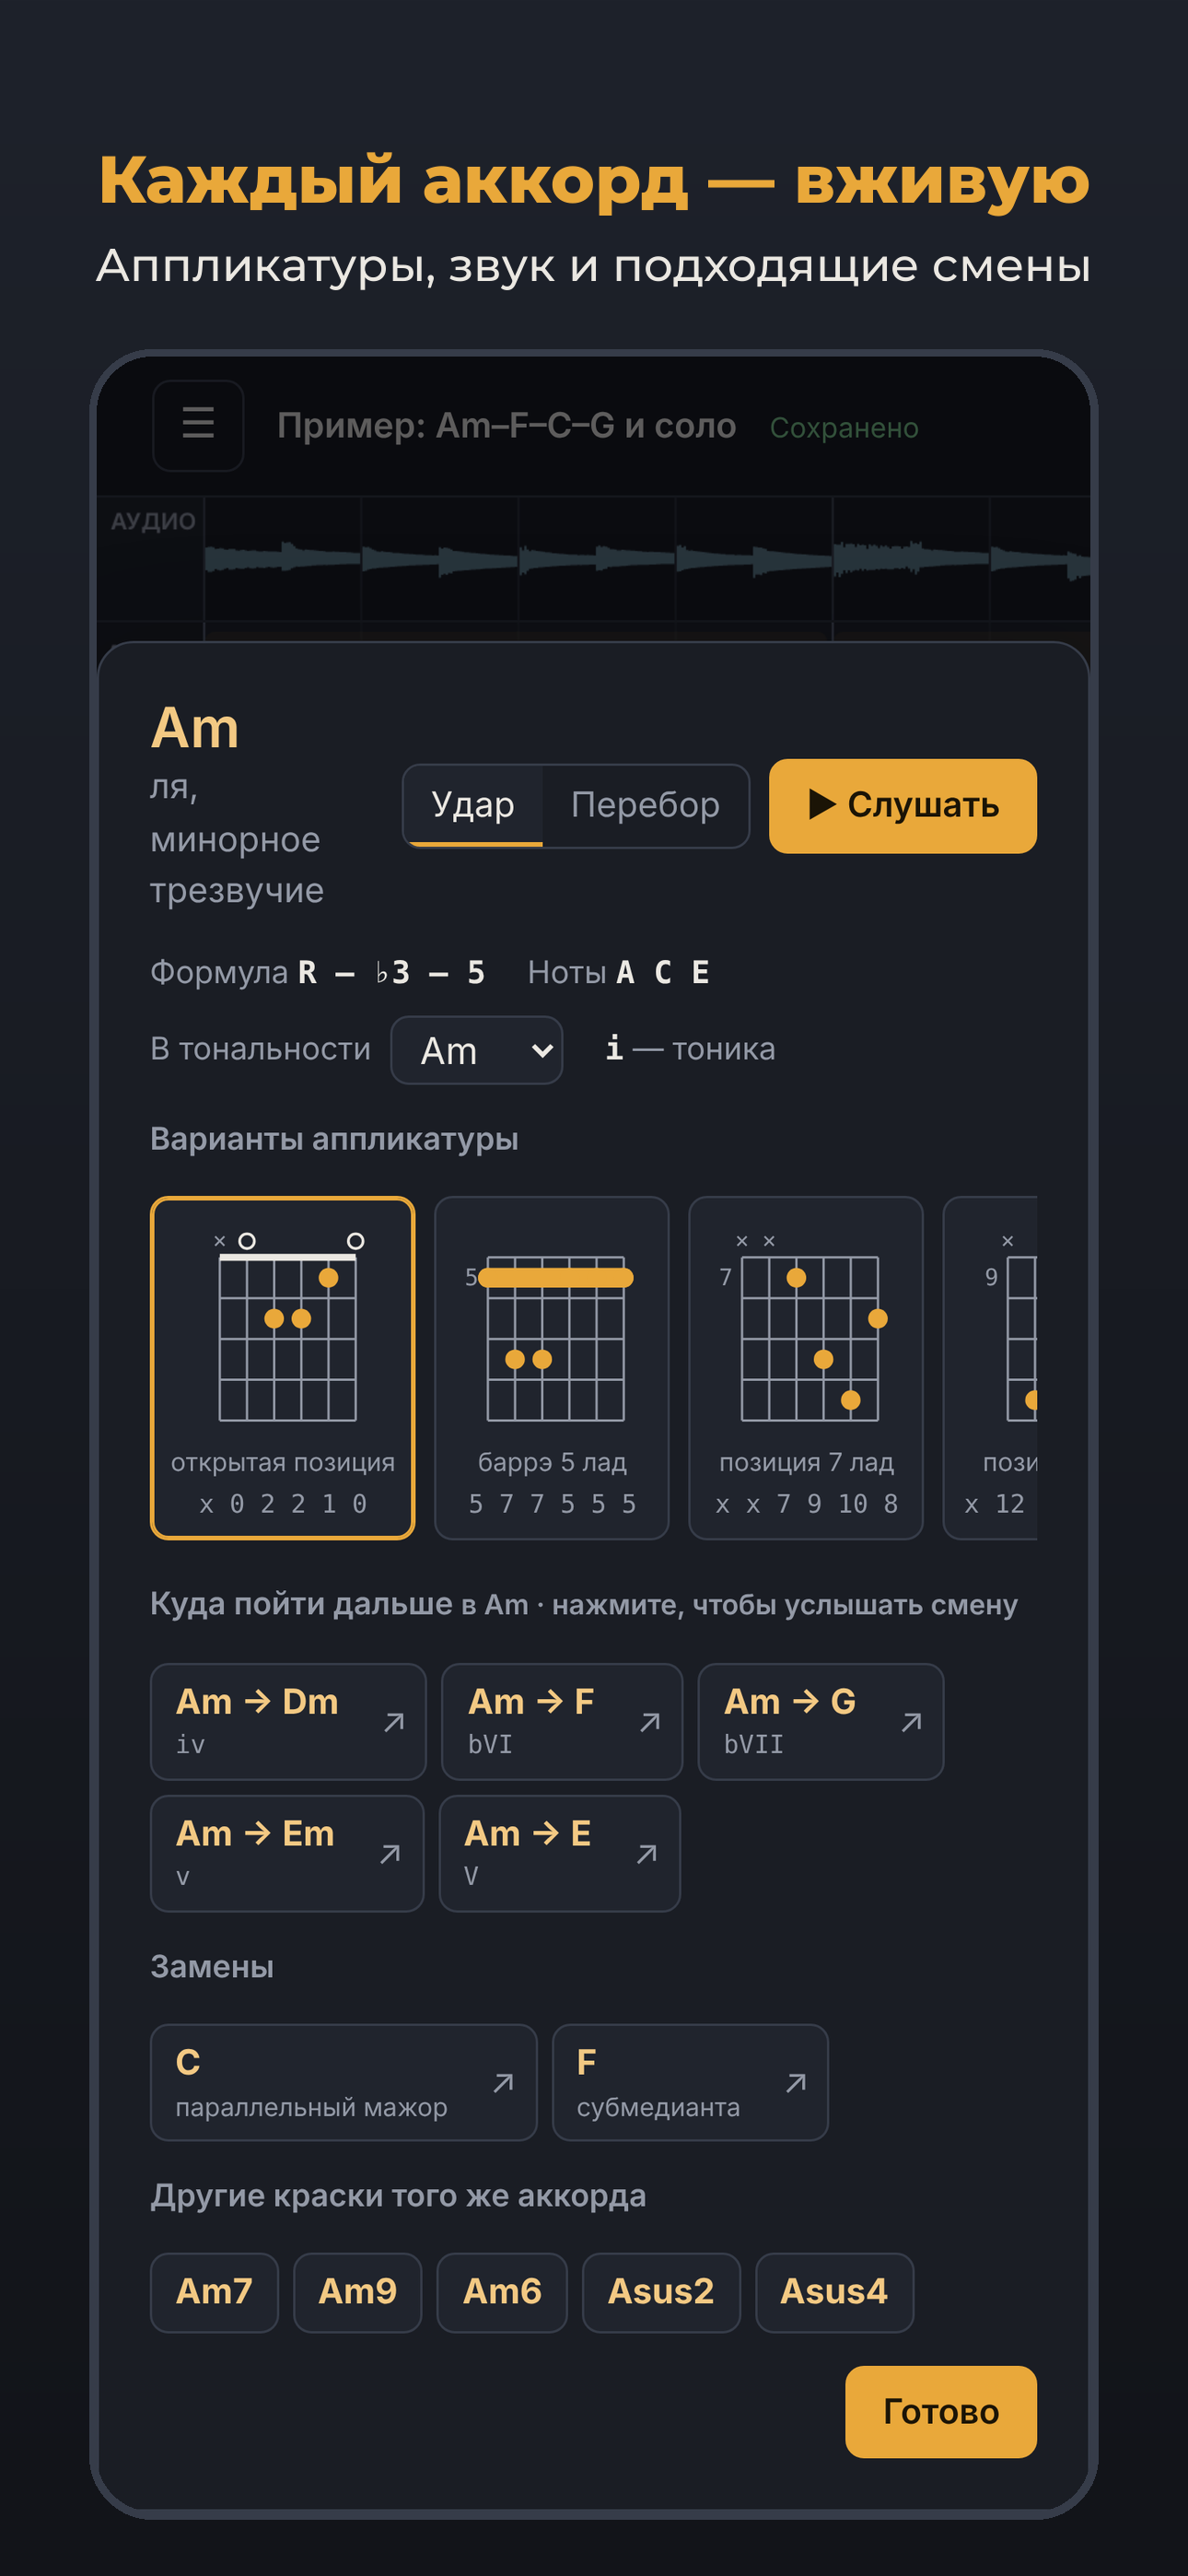 Каждый аккорд — вживую
Аппликатуры, звук и подходящие смены
☰ Пример: Am–F–C–G и соло Сохранено
АУДИО
Am
ля,
минорное
трезвучие
Удар Перебор ▶ Слушать
Формула R – ♭3 – 5 Ноты A C E
В тональности Am i — тоника
Варианты аппликатуры
× ○ ○
5
× ×
7
×
9
открытая позиция
x 0 2 2 1 0
баррэ 5 лад
5 7 7 5 5 5
позиция 7 лад
x x 7 9 10 8
пози
x 12
Куда пойти дальше в Am · нажмите, чтобы услышать смену
Am → Dm ↗
iv
Am → F ↗
bVI
Am → G ↗
bVII
Am → Em ↗
v
Am → E ↗
V
Замены
C ↗
параллельный мажор
F ↗
субмедианта
Другие краски того же аккорда
Am7 Am9 Am6 Asus2 Asus4
Готово